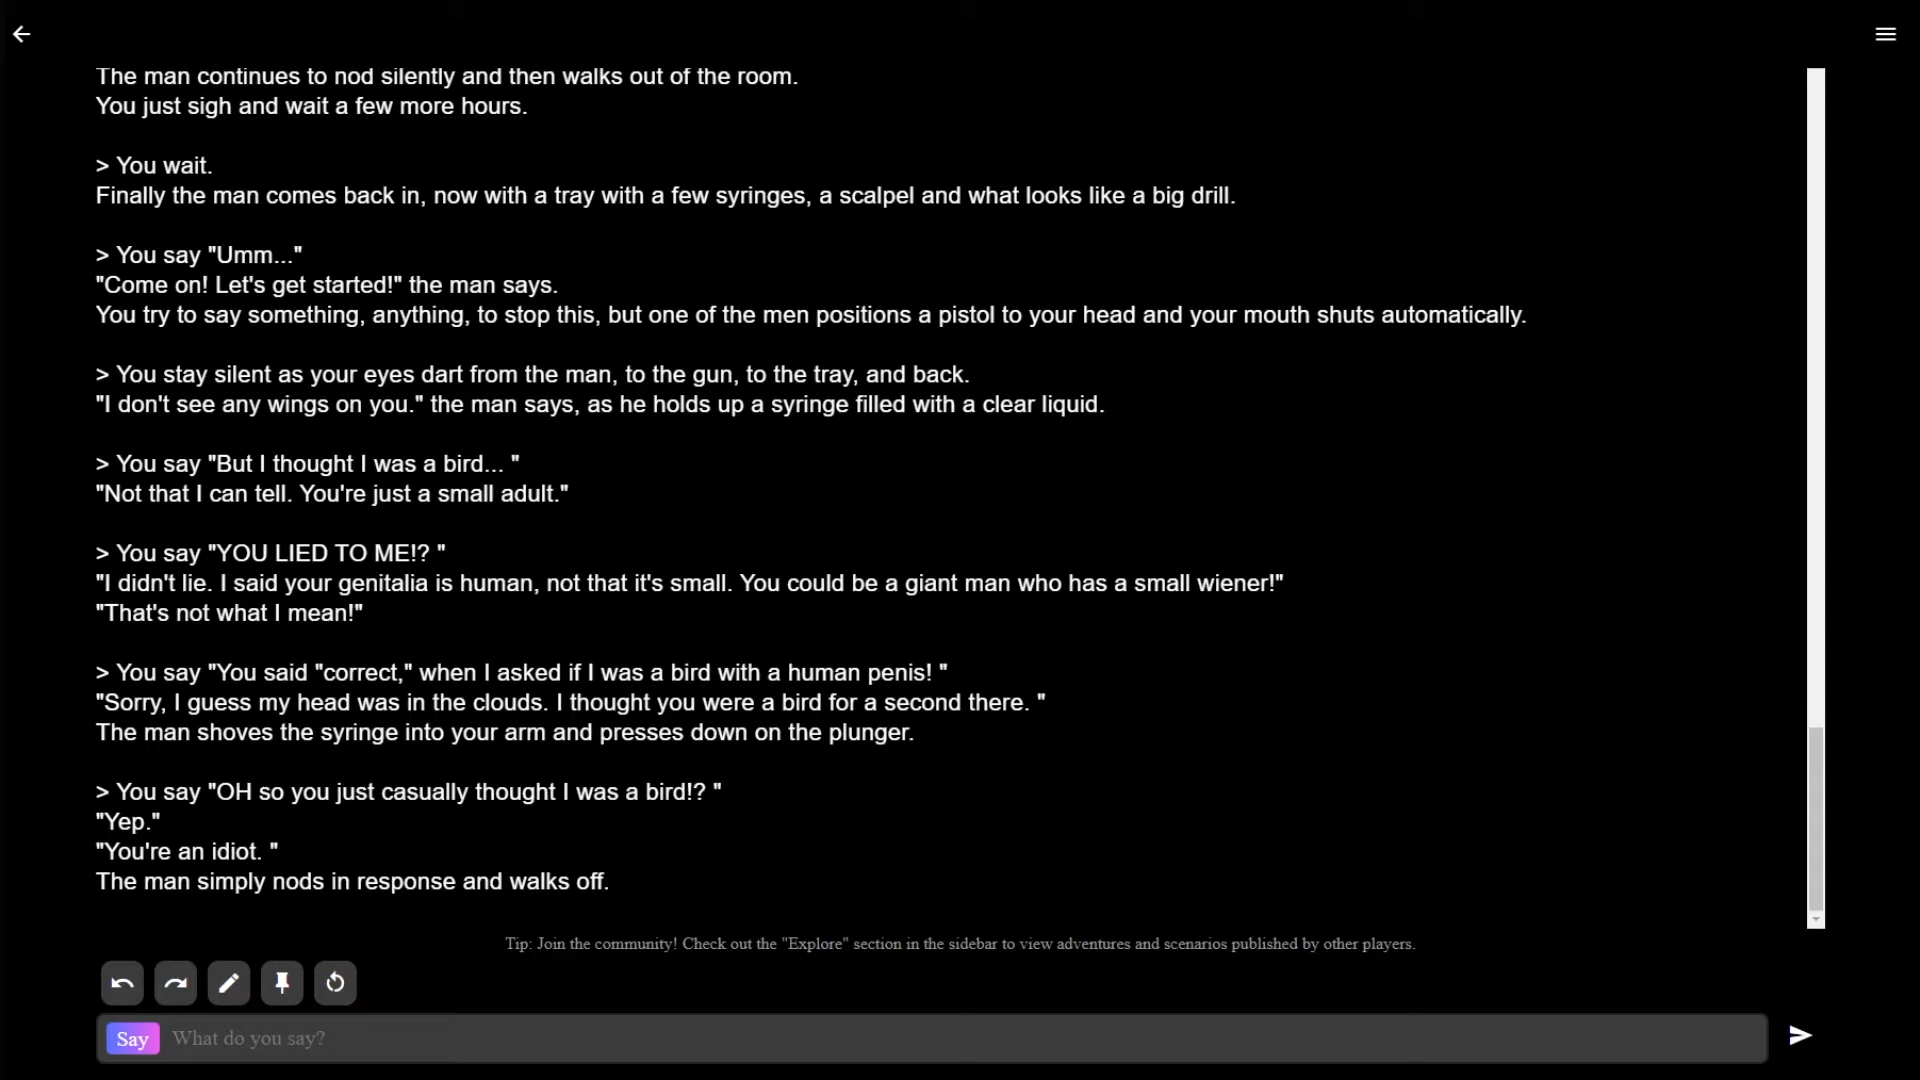 The man continues to nod silently and then walks out of the room.
You just sigh and wait a few more hours.
> You wait.
Finally the man comes back in, now with a tray with a few syringes, a scalpel and what looks like a big drill.
> You say "Umm..."
"Come on! Let's get started!" the man says.
You try to say something, anything, to stop this, but one of the men positions a pistol to your head and your mouth shuts automatically.
> You stay silent as your eyes dart from the man, to the gun, to the tray, and back.
"I don't see any wings on you." the man says, as he holds up a syringe filled with a clear liquid.
> You say "But I thought I was a bird... "
"Not that I can tell. You're just a small adult."
> You say "YOU LIED TO ME!? "
"I didn't lie. I said your genitalia is human, not that it's small. You could be a giant man who has a small wiener!"
"That's not what I mean!"
> You say "You said "correct," when I asked if I was a bird with a human penis! "
"Sorry, I guess my head was in the clouds. I thought you were a bird for a second there. "
The man shoves the syringe into your arm and presses down on the plunger.
> You say "OH so you just casually thought I was a bird!? "
"Yep."
"You're an idiot. "
The man simply nods in response and walks off.
Tip: Join the community! Check out the "Explore" section in the sidebar to view adventures and scenarios published by other players.
Say What do you say?